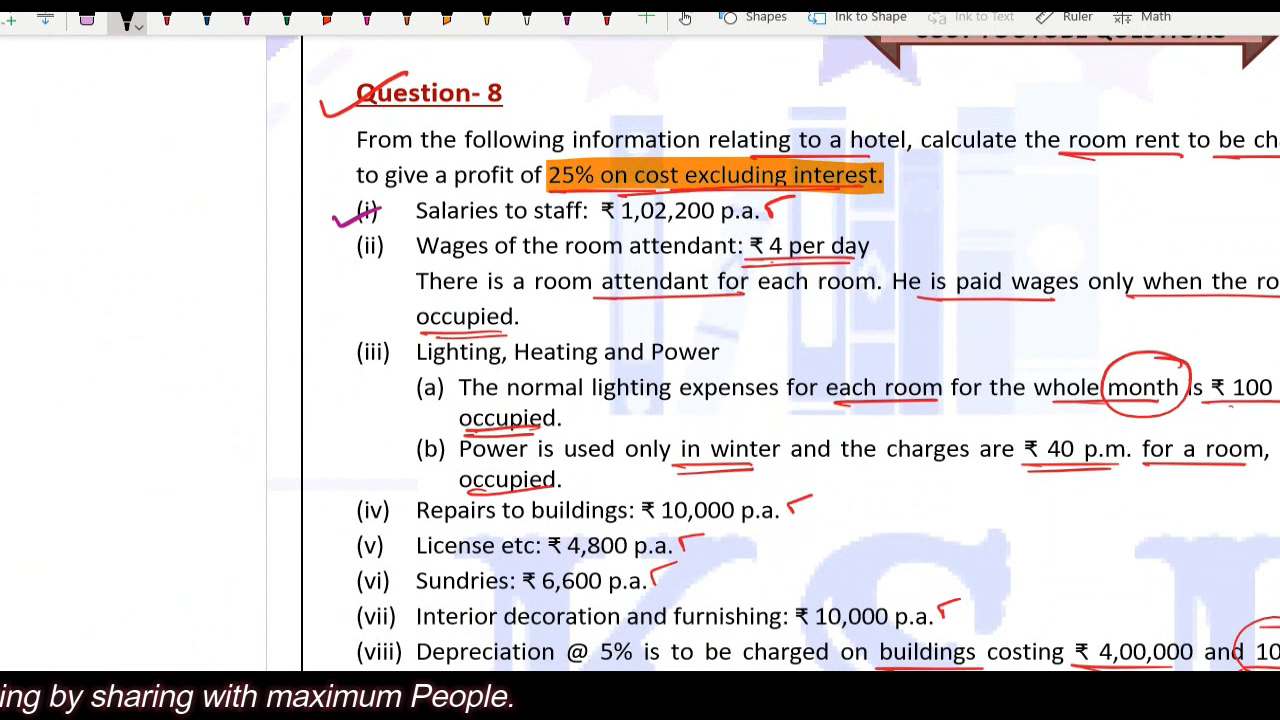 Shapes Ink to Shape Ink to Text Ruler Math
Question- 8
From the following information relating to a hotel, calculate the room rent to be
to give a profit of 25% on cost excluding interest.
(i) Salaries to staff: ₹ 1,02,200 p.a.
(ii) Wages of the room attendant: ₹ 4 per day
There is a room attendant for each room. He is paid wages only when the
occupied.
(iii) Lighting, Heating and Power
(a) The normal lighting expenses for each room for the whole month is ₹ 100
occupied.
(b) Power is used only in winter and the charges are ₹ 40 p.m. for a room,
occupied.
(iv) Repairs to buildings: ₹ 10,000 p.a.
(v) License etc: ₹ 4,800 p.a.
(vi) Sundries: ₹ 6,600 p.a.
(vii) Interior decoration and furnishing: ₹ 10,000 p.a.
(viii) Depreciation @ 5% is to be charged on buildings costing ₹ 4,00,000 and 10
ing by sharing with maximum People.